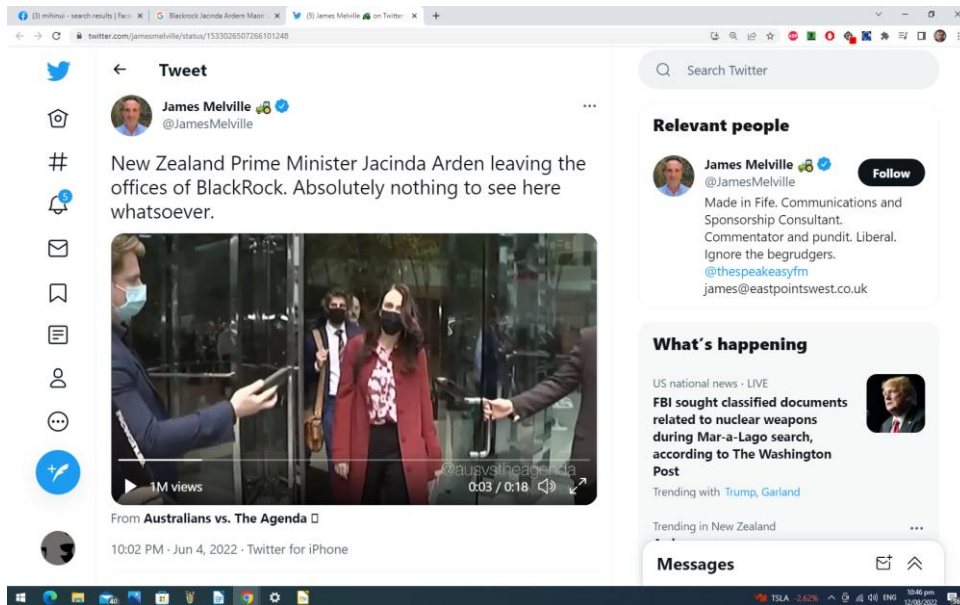 (3) mihinui - search results | Face
Blackrock Jacinda Ardern Maori
(5) James Melville on Twitter
twitter.com/jamesmelville/status/1533026507266101248
Tweet
Search Twitter
James Melville
@JamesMelville
New Zealand Prime Minister Jacinda Arden leaving the
offices of BlackRock. Absolutely nothing to see here
whatsoever.
@ausvstheagenda
1M views
0:03 / 0:18
From Australians vs. The Agenda
10:02 PM · Jun 4, 2022 · Twitter for iPhone
5
Relevant people
James Melville
@JamesMelville
Follow
Made in Fife. Communications and
Sponsorship Consultant.
Commentator and pundit. Liberal.
Ignore the begrudgers.
@thespeakeasyfm
james@eastpointswest.co.uk
What's happening
US national news · LIVE
FBI sought classified documents
related to nuclear weapons
during Mar-a-Lago search,
according to The Washington
Post
Trending with Trump, Garland
Trending in New Zealand
Messages
40
TSLA -2.62%
ENG
10:46 pm
12/08/2022